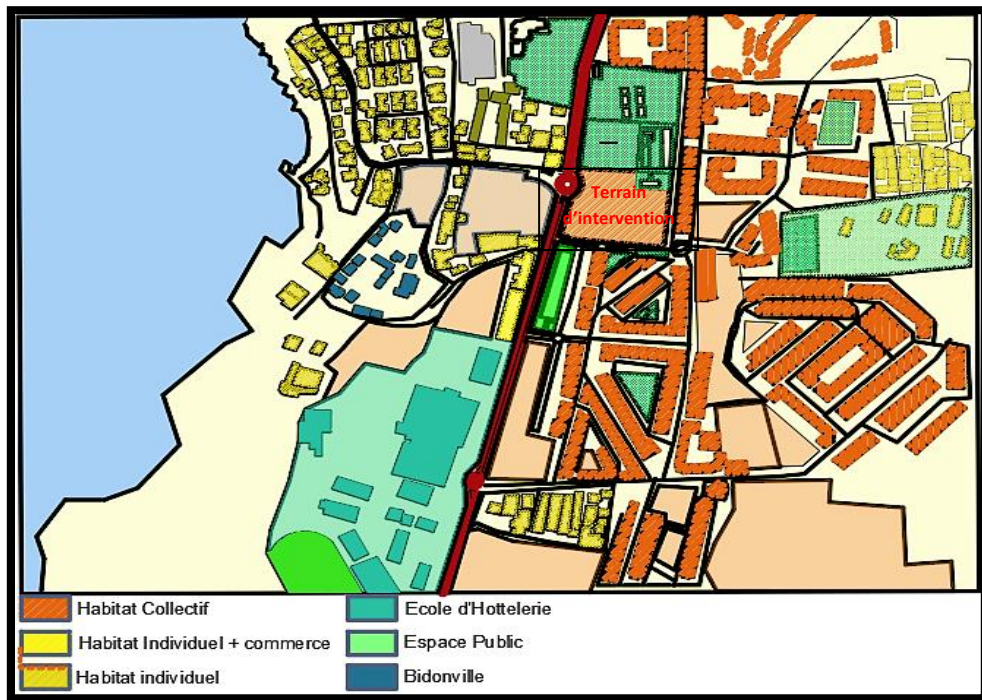 Terrain
d'intervention
Habitat Collectif
Ecole d'Hottelerie
Habitat Individuel + commerce
Espace Public
Habitat individuel
Bidonville